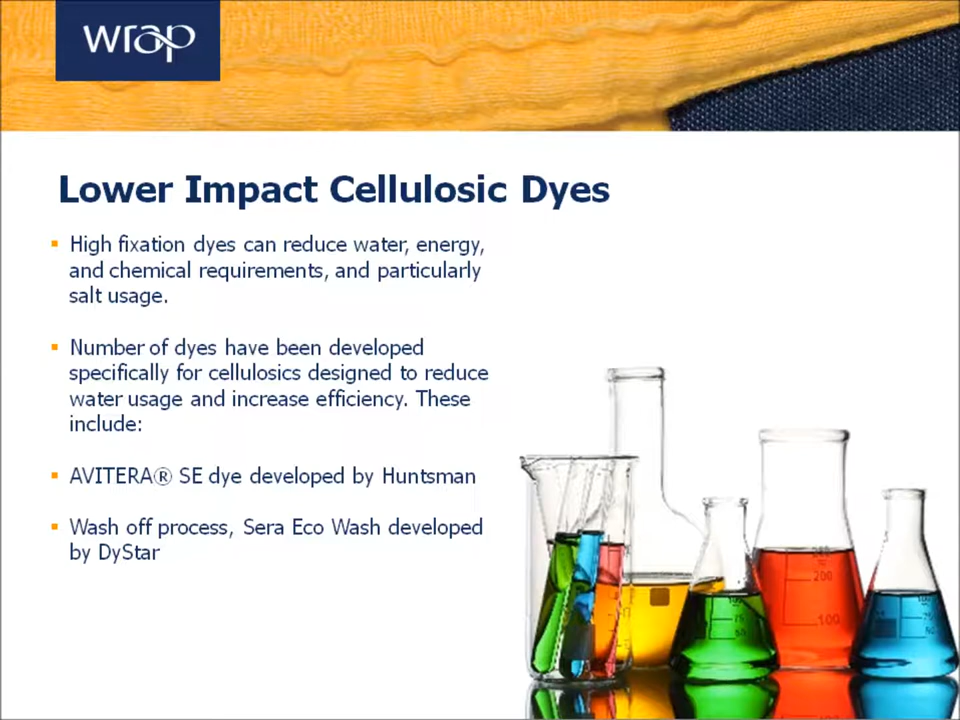 wrap
Lower Impact Cellulosic Dyes
▪ High fixation dyes can reduce water, energy,
and chemical requirements, and particularly
salt usage.
▪ Number of dyes have been developed
specifically for cellulosics designed to reduce
water usage and increase efficiency. These
include:
▪ AVITERA® SE dye developed by Huntsman
▪ Wash off process, Sera Eco Wash developed
by DyStar
200
100